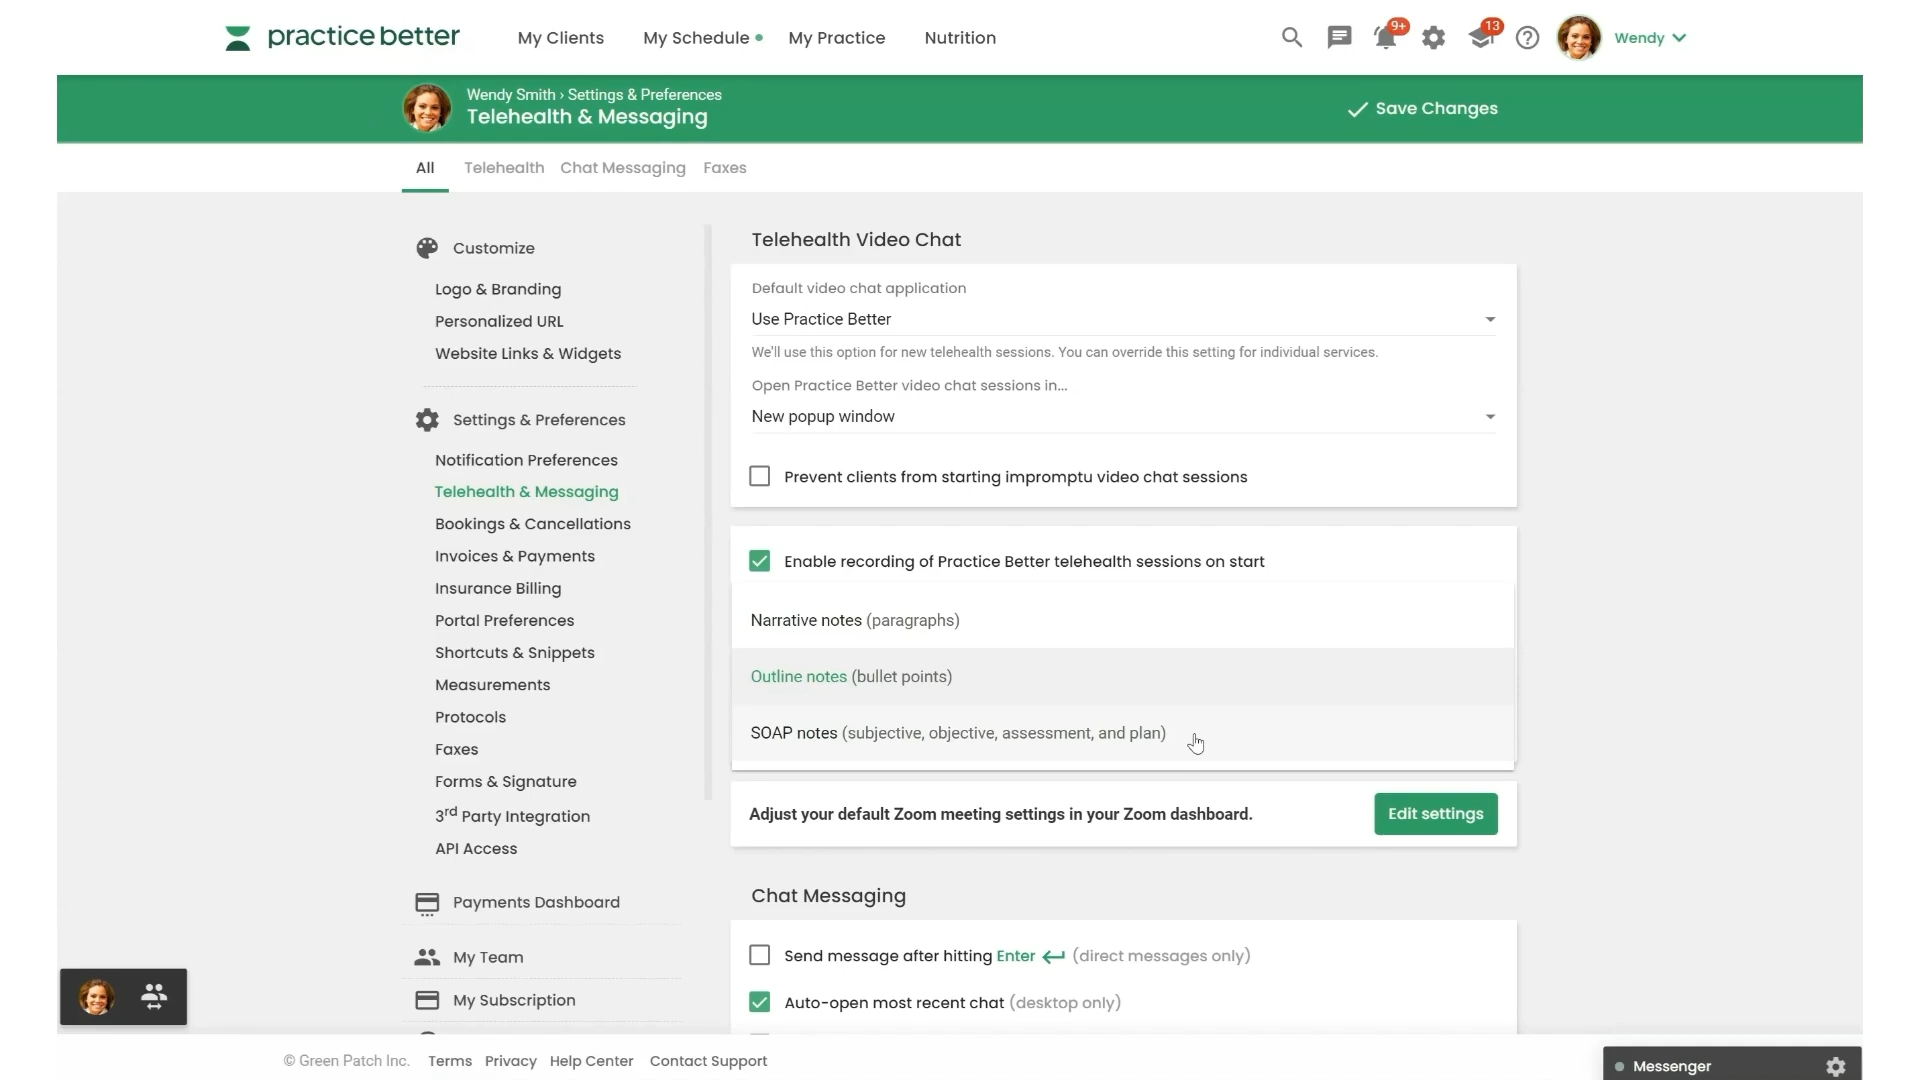 practice better
My Clients
My Schedule
My Practice
Nutrition
9+
13
Wendy
Wendy Smith › Settings & Preferences
Telehealth & Messaging
Save Changes
All
Telehealth
Chat Messaging
Faxes
Customize
Logo & Branding
Personalized URL
Website Links & Widgets
Settings & Preferences
Notification Preferences
Telehealth & Messaging
Bookings & Cancellations
Invoices & Payments
Insurance Billing
Portal Preferences
Shortcuts & Snippets
Measurements
Protocols
Faxes
Forms & Signature
3rd Party Integration
API Access
Payments Dashboard
My Team
My Subscription
Telehealth Video Chat
Default video chat application
Use Practice Better
We'll use this option for new telehealth sessions. You can override this setting for individual services.
Open Practice Better video chat sessions in...
New popup window
Prevent clients from starting impromptu video chat sessions
Enable recording of Practice Better telehealth sessions on start
Narrative notes (paragraphs)
Outline notes (bullet points)
SOAP notes (subjective, objective, assessment, and plan)
Adjust your default Zoom meeting settings in your Zoom dashboard.
Edit settings
Chat Messaging
Send message after hitting Enter (direct messages only)
Auto-open most recent chat (desktop only)
© Green Patch Inc.
Terms
Privacy
Help Center
Contact Support
Messenger